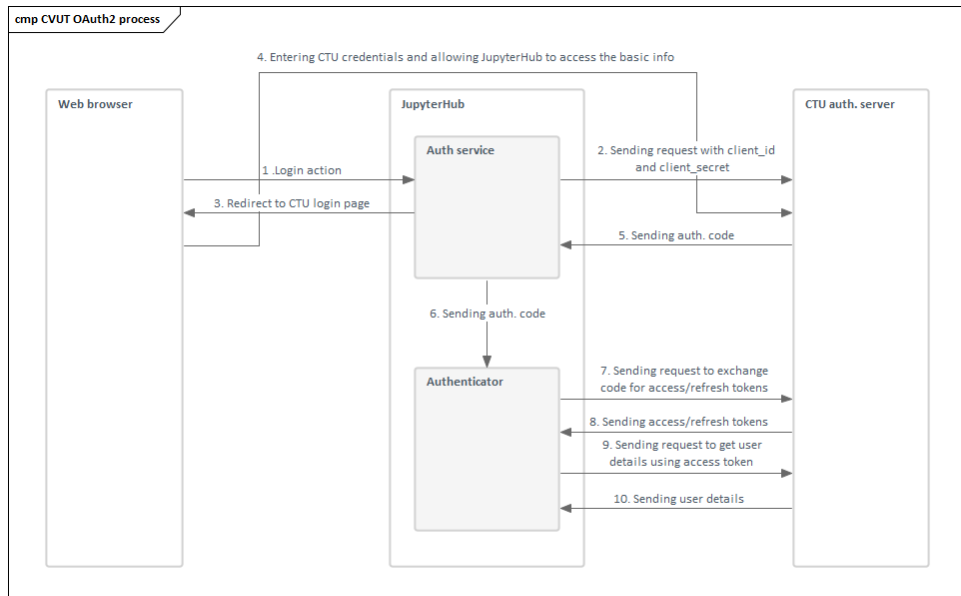 cmp CVUT OAuth2 process
4. Entering CTU credentials and allowing JupyterHub to access the basic info
Web browser
JupyterHub
CTU auth. server
Auth service
1 .Login action
2. Sending request with client_id
and client_secret
3. Redirect to CTU login page
5. Sending auth. code
6. Sending auth. code
Authenticator
7. Sending request to exchange
code for access/refresh tokens
8. Sending access/refresh tokens
9. Sending request to get user
details using access token
10. Sending user details